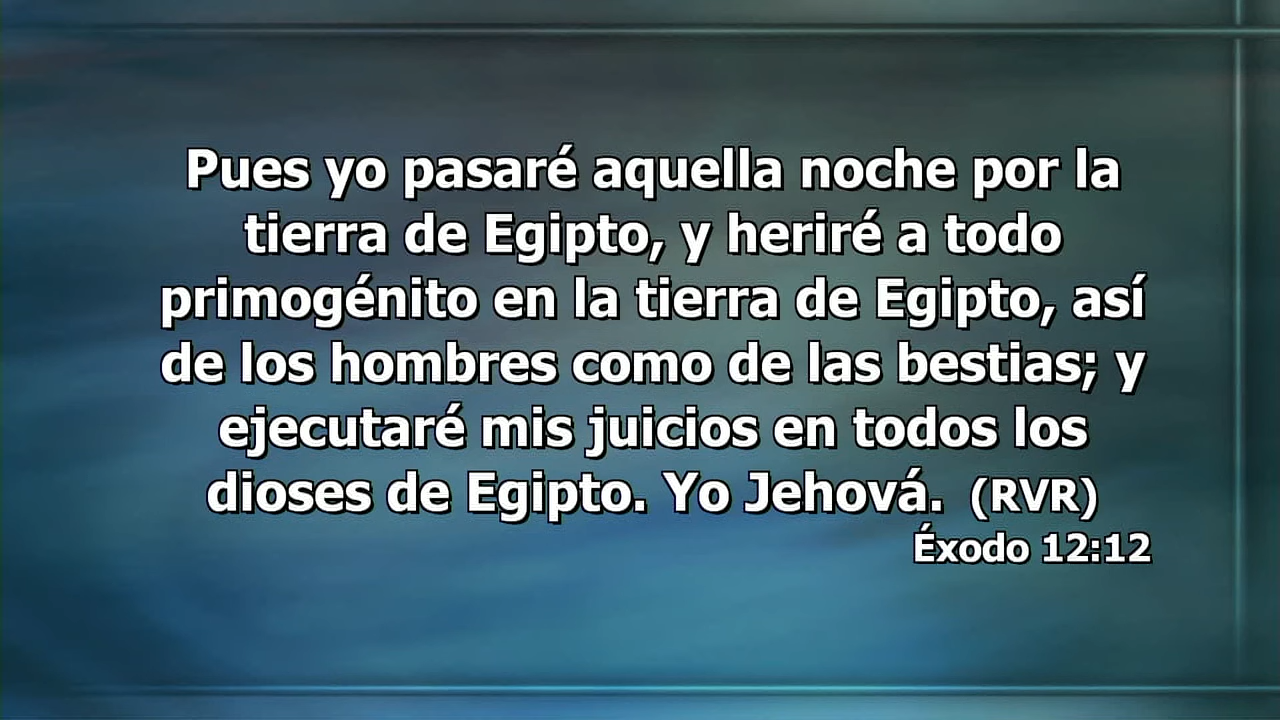 Pues yo pasaré aquella noche por la
tierra de Egipto, y heriré a todo
primogénito en la tierra de Egipto, así
de los hombres como de las bestias; y
ejecutaré mis juicios en todos los
dioses de Egipto. Yo Jehová. (RVR)
Éxodo 12:12